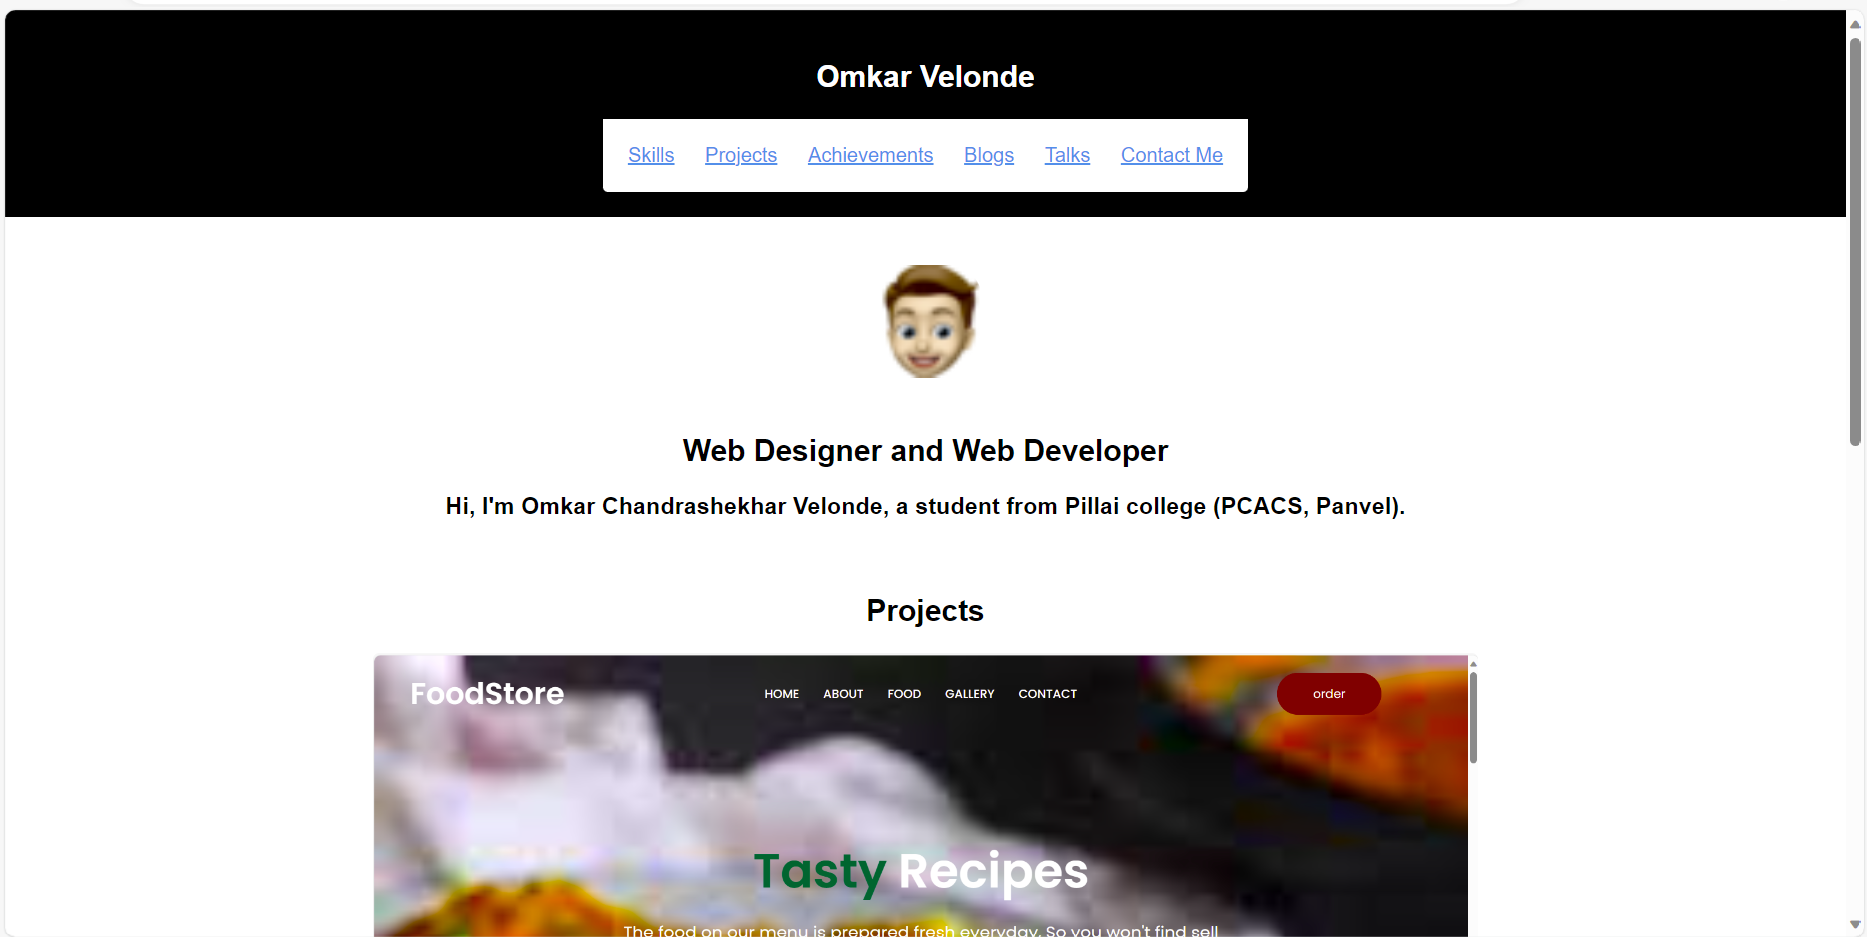 Omkar Velonde
Skills Projects Achievements Blogs Talks Contact Me
Web Designer and Web Developer
Hi, I'm Omkar Chandrashekhar Velonde, a student from Pillai college (PCACS, Panvel).
Projects
FoodStore HOME ABOUT FOOD GALLERY CONTACT order
Tasty Recipes
The food on our menu is prepared fresh everyday. So you won't find sell